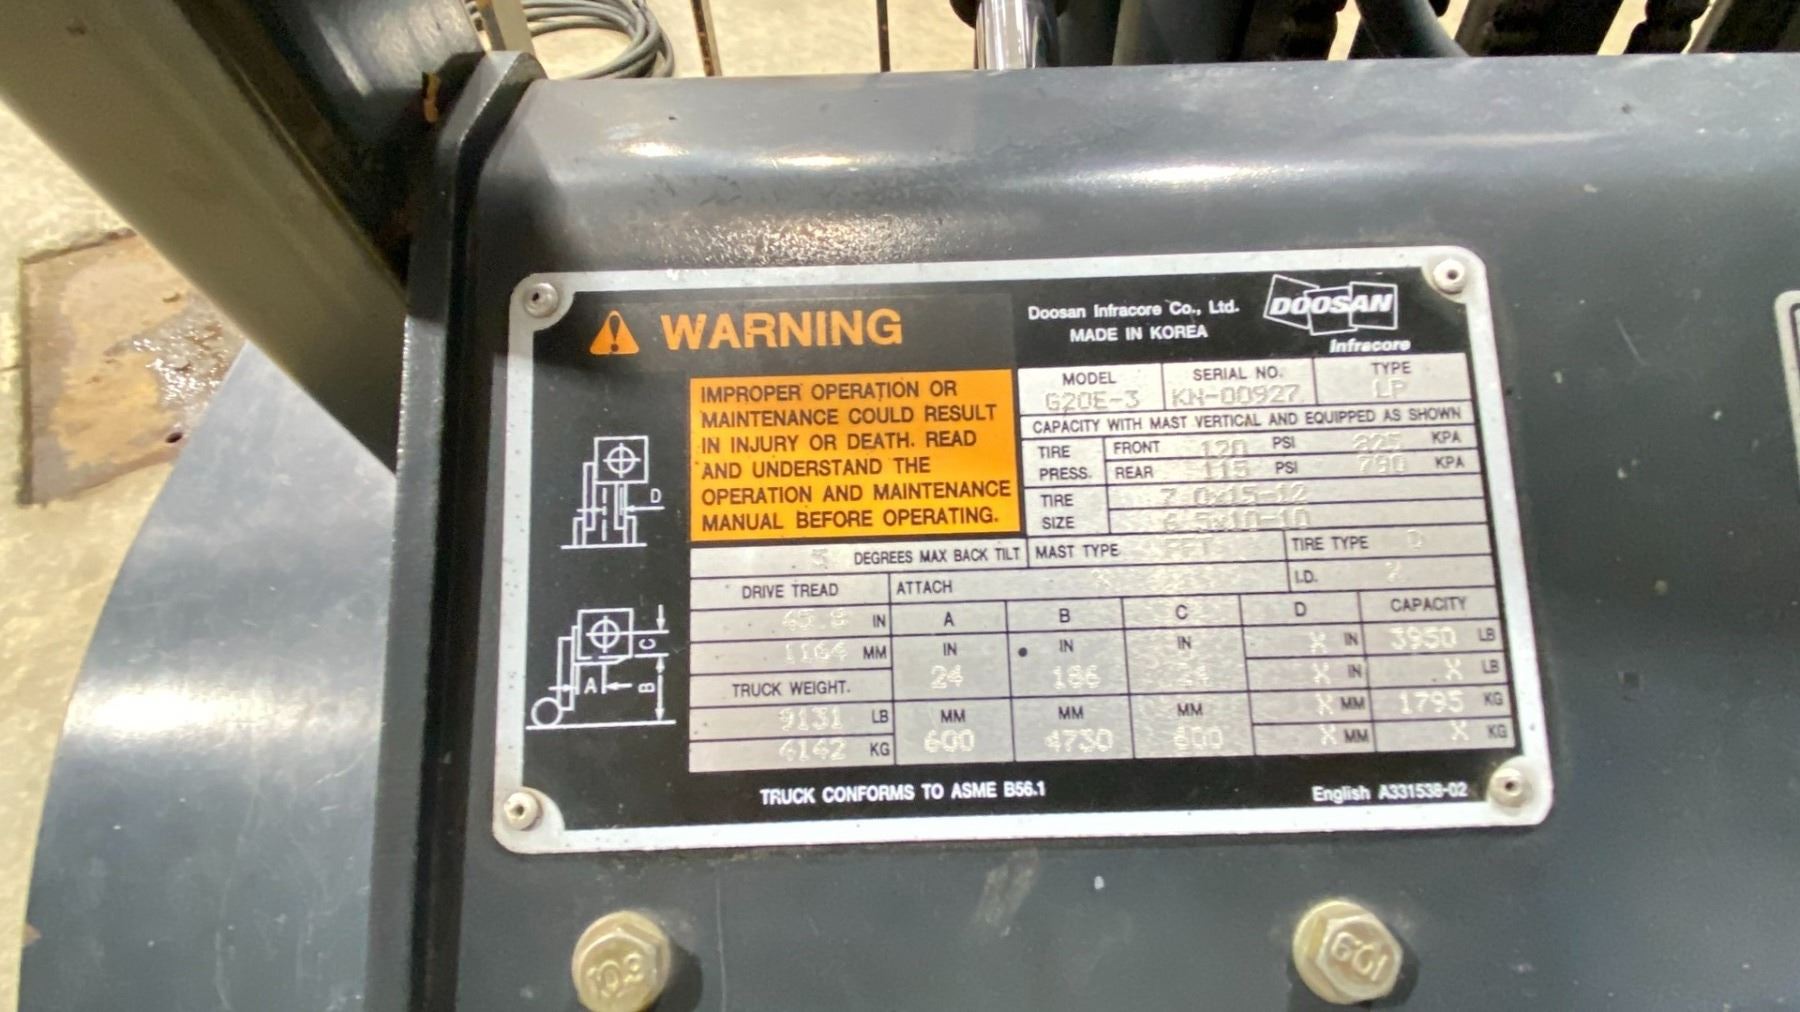 WARNING
IMPROPER OPERATION OR
MAINTENANCE COULD RESULT
IN INJURY OR DEATH. READ
AND UNDERSTAND THE
OPERATION AND MAINTENANCE
MANUAL BEFORE OPERATING.
Doosan Infracore Co., Ltd.
MADE IN KOREA
DOOSAN
Infracore
MODEL SERIAL NO. TYPE
G20E-3 KN-00927 LP
CAPACITY WITH MAST VERTICAL AND EQUIPPED AS SHOWN
TIRE PRESS. FRONT 120 PSI 825 KPA
REAR 115 PSI 790 KPA
TIRE SIZE 7.0x15-12
6.5x10-10
DEGREES MAX BACK TILT MAST TYPE TIRE TYPE
DRIVE TREAD ATTACH I.D. 2
45.8 IN A B C D CAPACITY
1164 MM IN IN IN X IN 3950 LB
TRUCK WEIGHT. 24 186 24 X IN X LB
9131 LB MM MM MM X MM 1795 KG
4142 KG 600 4730 600 X MM X KG
TRUCK CONFORMS TO ASME B56.1
English A331538-02
D
C
A
B
10.9
10.9